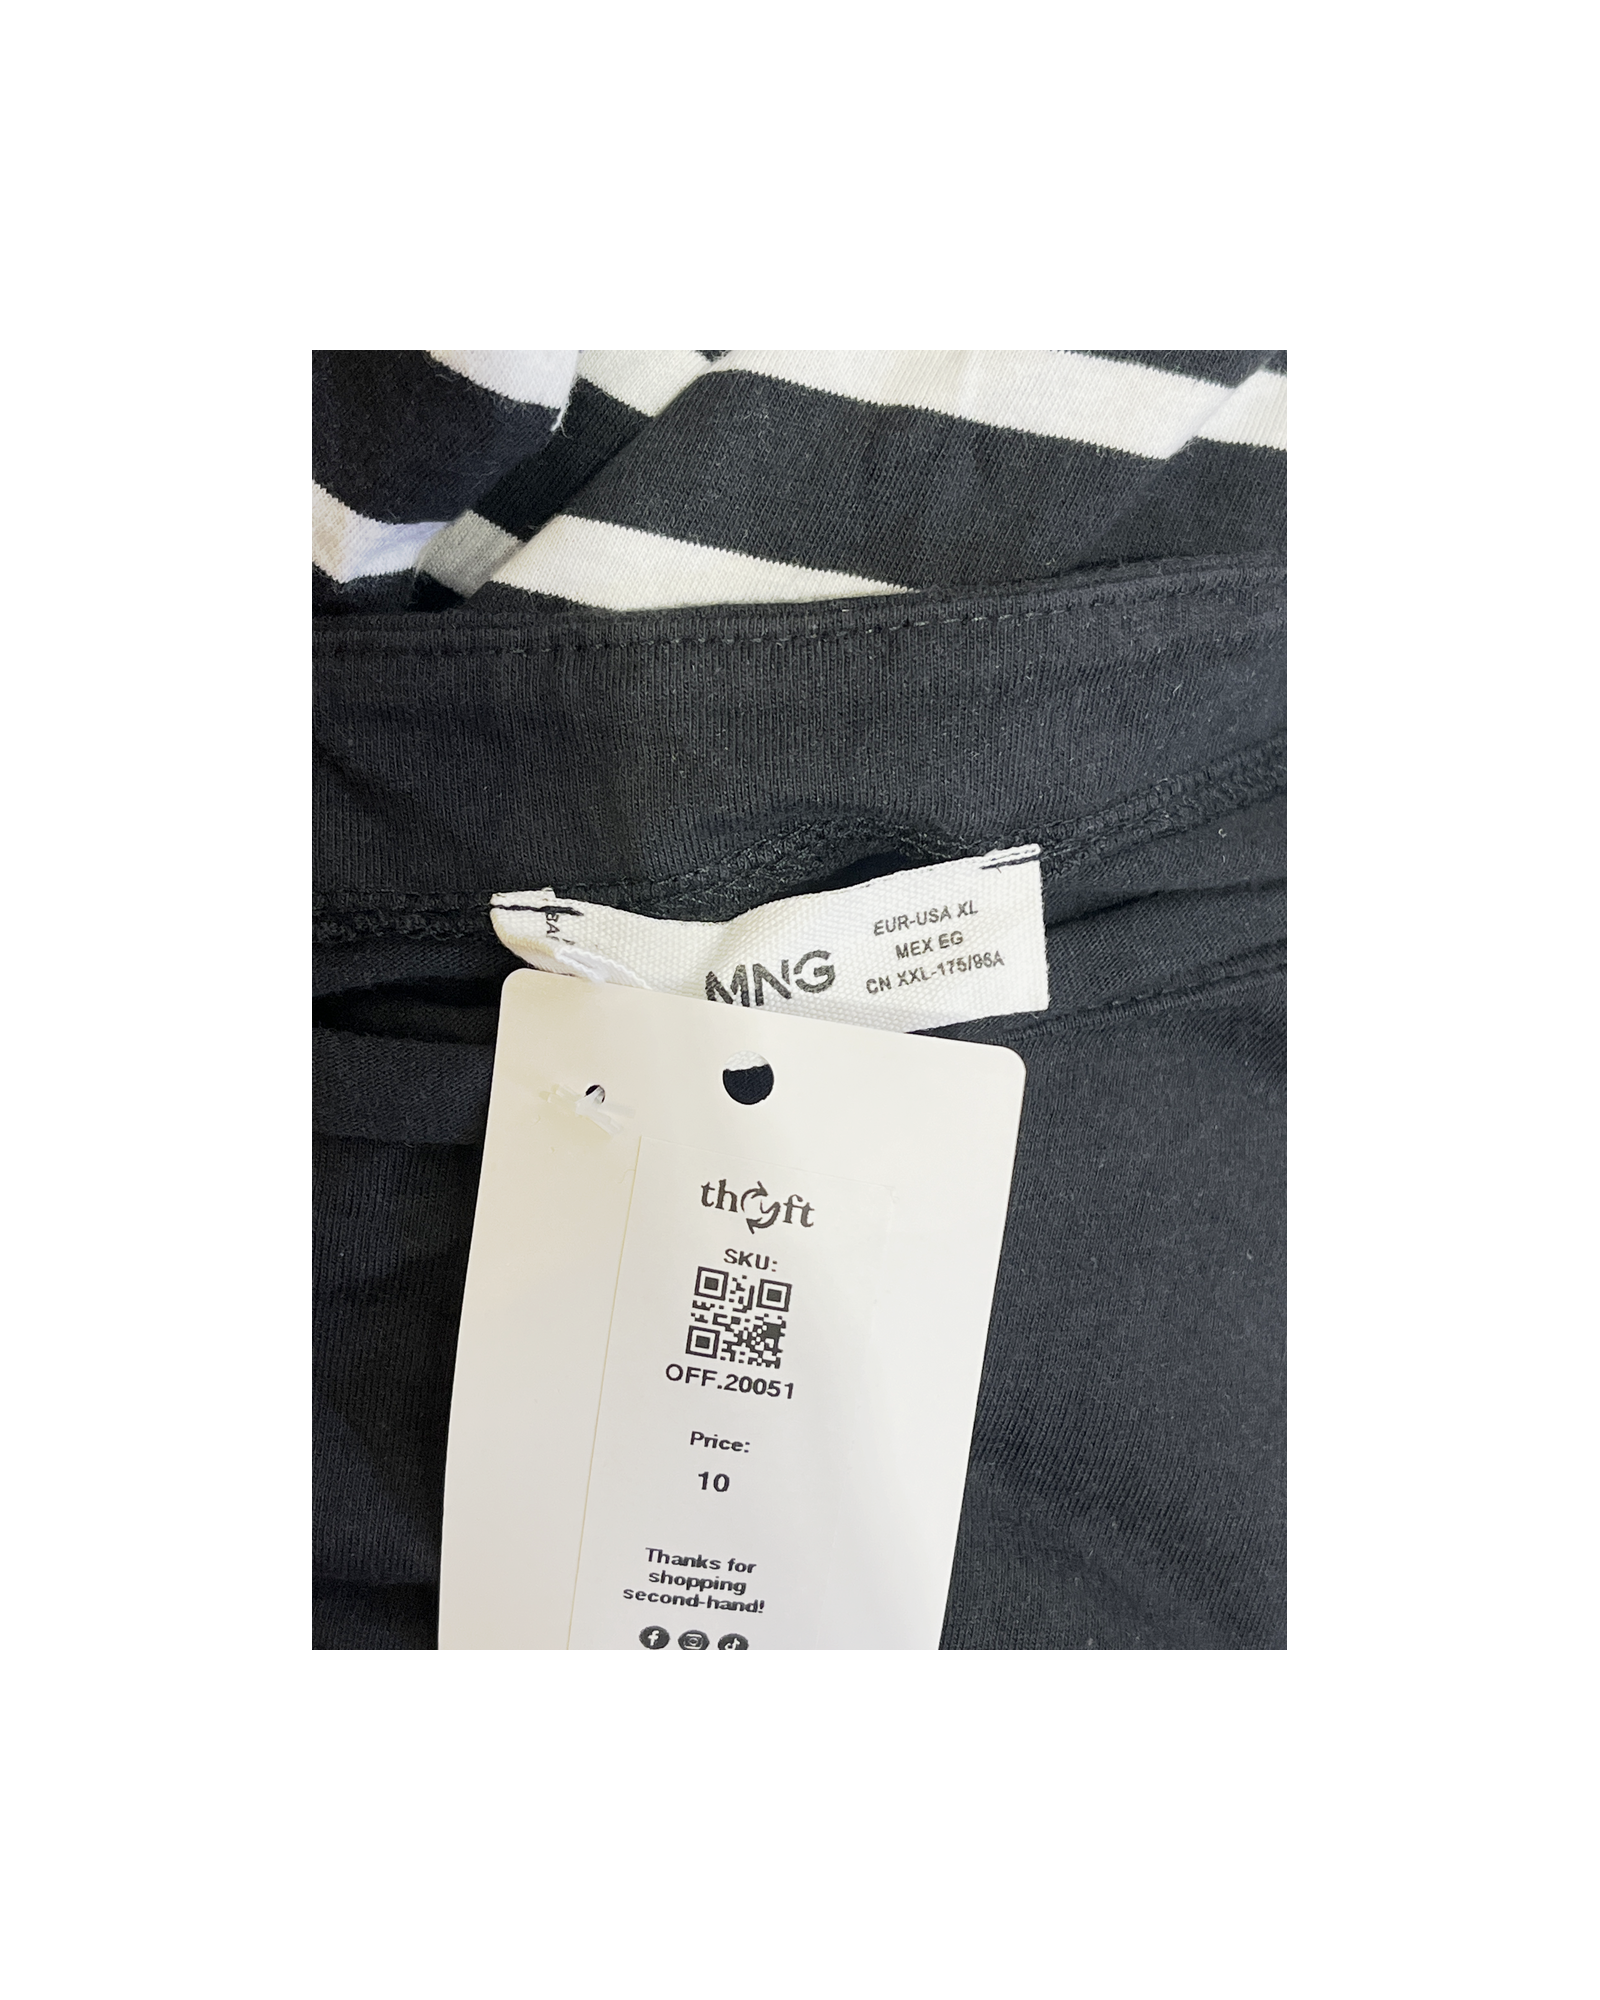 MNG
EUR-USA XL
MEX EG
CN XXL-175/96A
thrift
SKU:
OFF.20051
Price:
10
Thanks for
shopping
second-hand!